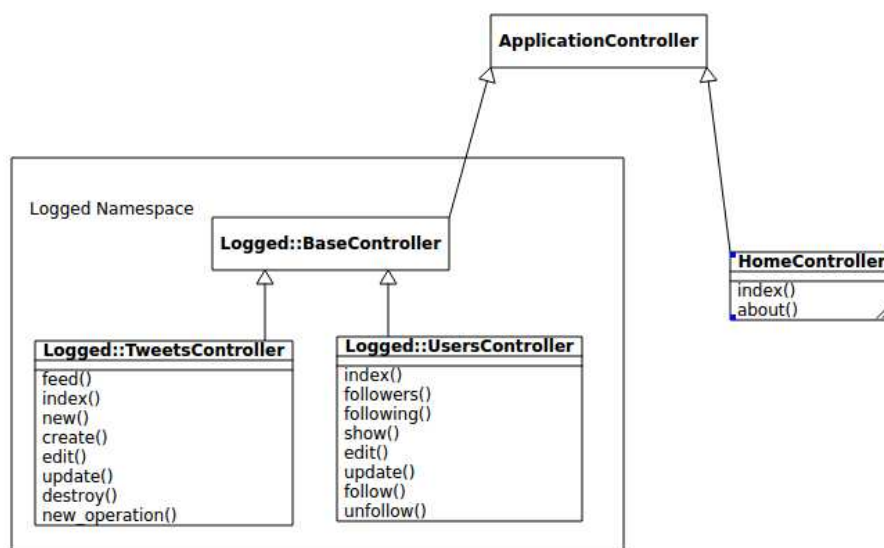 ApplicationController
Logged Namespace
Logged::BaseController
HomeController
index()
about()
Logged::TweetsController
feed()
index()
new()
create()
edit()
update()
destroy()
new_operation()
Logged::UsersController
index()
followers()
following()
show()
edit()
update()
follow()
unfollow()